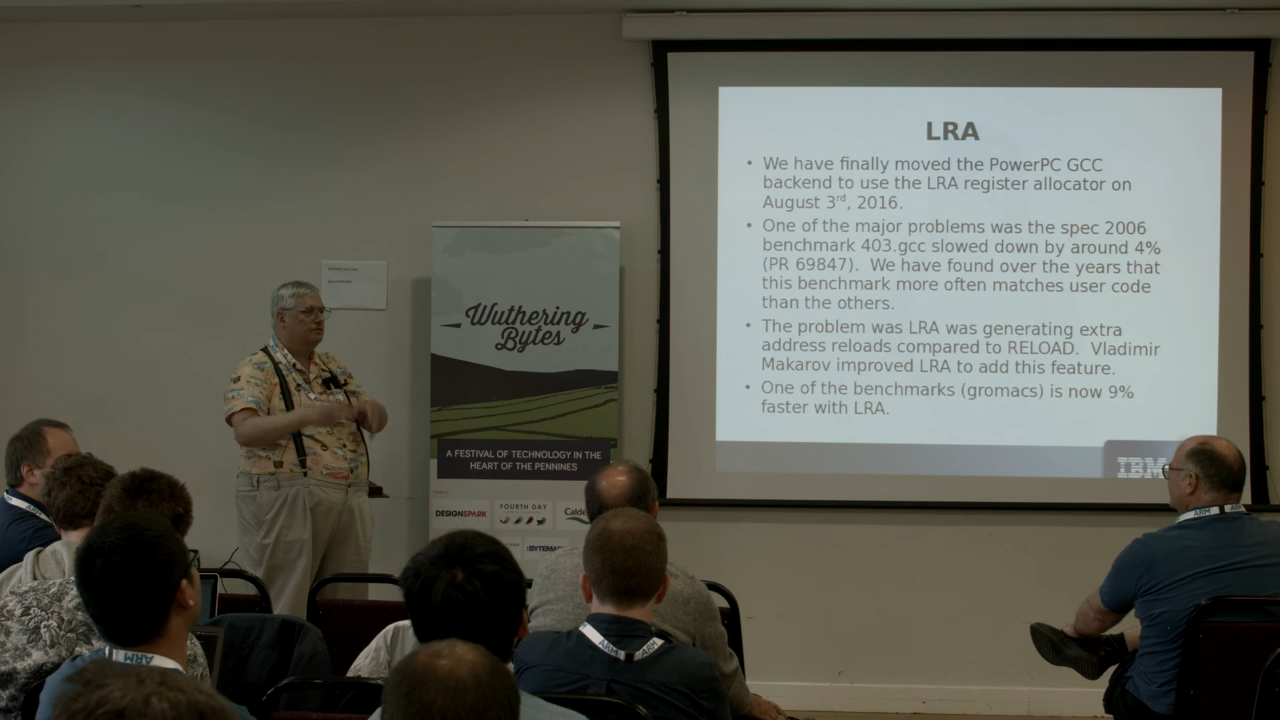 LRA
• We have finally moved the PowerPC GCC
backend to use the LRA register allocator on
August 3rd, 2016.
• One of the major problems was the spec 2006
benchmark 403.gcc slowed down by around 4%
(PR 69847). We have found over the years that
this benchmark more often matches user code
than the others.
• The problem was LRA was generating extra
address reloads compared to RELOAD. Vladimir
Makarov improved LRA to add this feature.
• One of the benchmarks (gromacs) is now 9%
faster with LRA.
IBM
Wuthering
Bytes
A FESTIVAL OF TECHNOLOGY IN THE
HEART OF THE PENNINES
DESIGNSPARK
FOURTH DAY
Calde
:BYTEMA
ARM
ARM
ARM
ARM